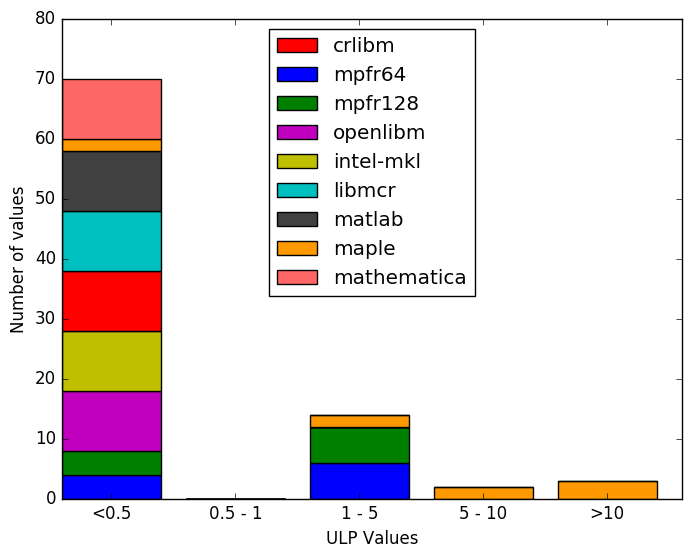 80
70
60
50
40
30
20
10
0
Number of values
crlibm
mpfr64
mpfr128
openlibm
intel-mkl
libmcr
matlab
maple
mathematica
<0.5
0.5 - 1
1 - 5
5 - 10
>10
ULP Values